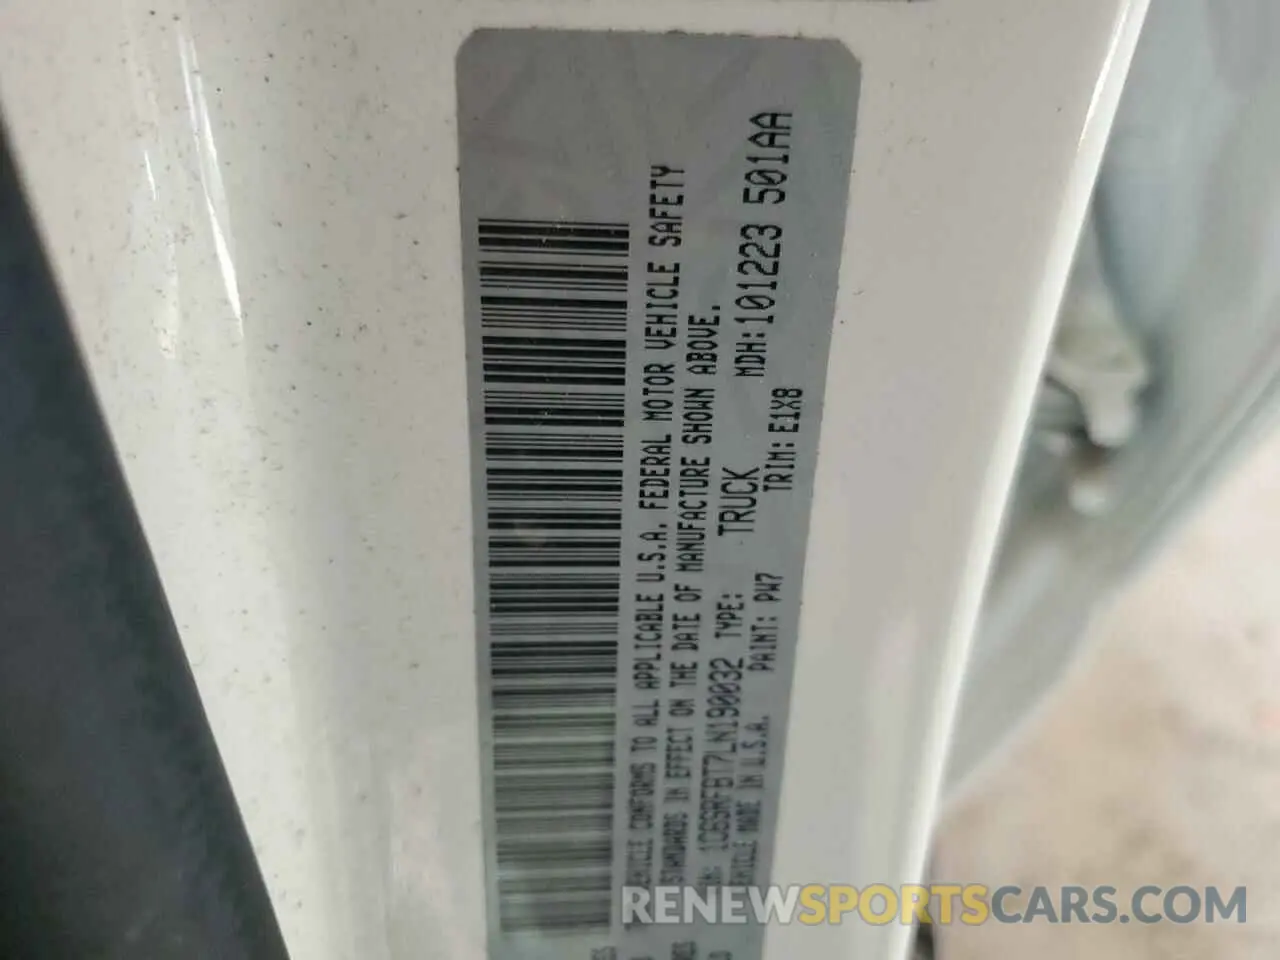 VEHICLE CONFORMS TO ALL APPLICABLE U.S.A. FEDERAL MOTOR VEHICLE SAFETY
STANDARDS IN EFFECT ON THE DATE OF MANUFACTURE SHOWN ABOVE.
1C6SRFBT7LN190032 TYPE: TRUCK MDH:101223 501AA
VEHICLE MADE IN U.S.A. PAINT: PW7 TRIM: E1X8
RENEWSPORTSCARS.COM